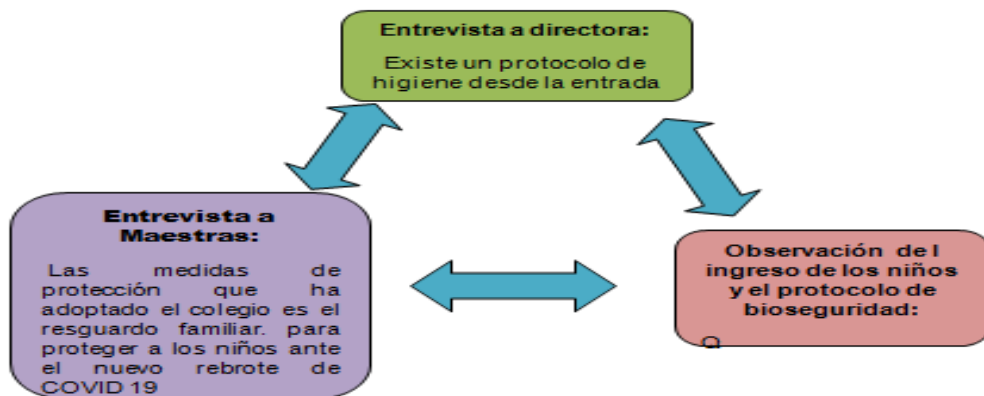 Entrevista a directora:
Existe un protocolo de
higiene desde la entrada
Entrevista a
Maestras:
Las medidas de
protección que ha
adoptado el colegio es el
resguardo familiar. para
proteger a los niños ante
el nuevo rebrote de
COVID 19
Observación de l
ingreso de los niños
y el protocolo de
bioseguridad: